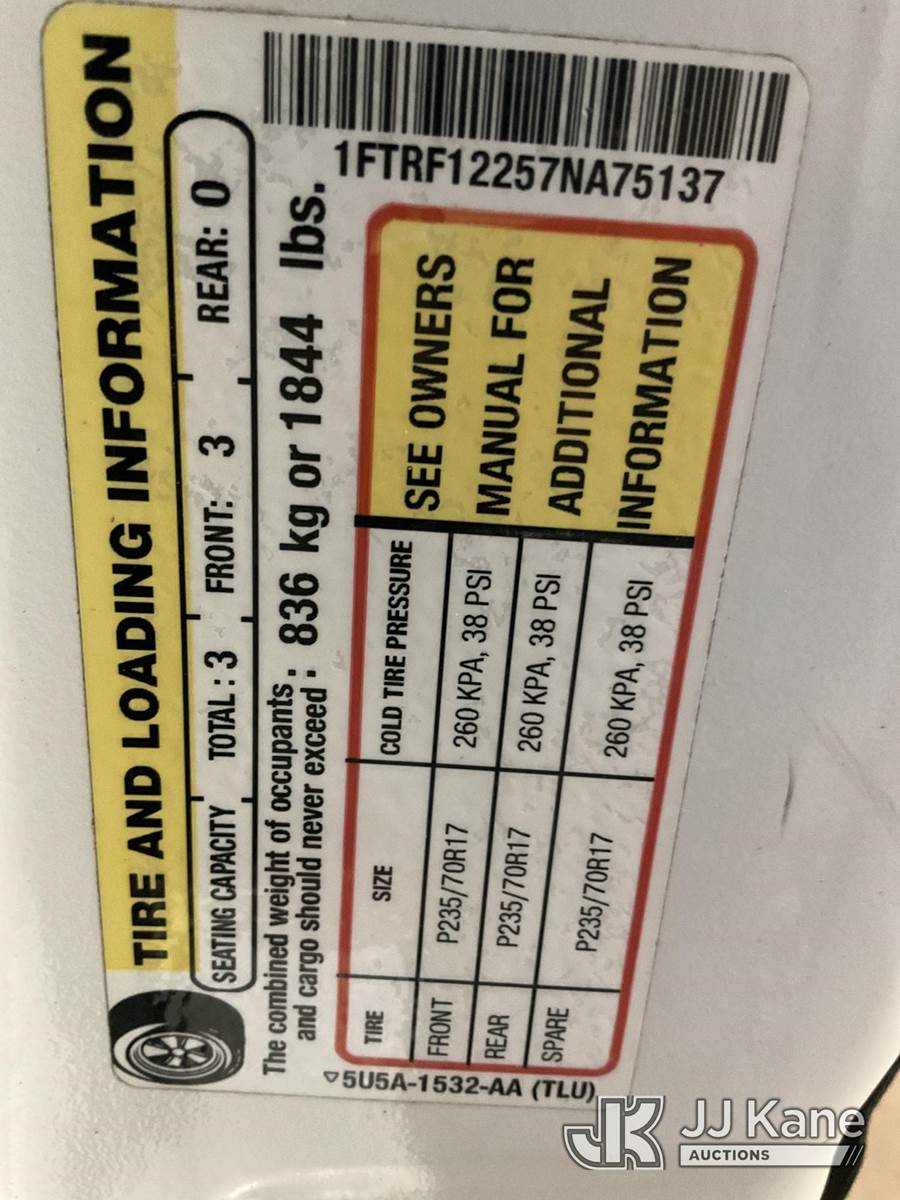 TIRE AND LOADING INFORMATION
SEATING CAPACITY TOTAL : 3 FRONT: 3 REAR: 0
The combined weight of occupants : 836 kg or 1844 lbs.
and cargo should never exceed :
1FTRF12257NA75137
TIRE SIZE COLD TIRE PRESSURE
FRONT P235/70R17 260 KPA, 38 PSI
REAR P235/70R17 260 KPA, 38 PSI
SPARE P235/70R17 260 KPA, 38 PSI
SEE OWNERS
MANUAL FOR
ADDITIONAL
INFORMATION
5U5A-1532-AA (TLU)
JK JJ Kane
AUCTIONS